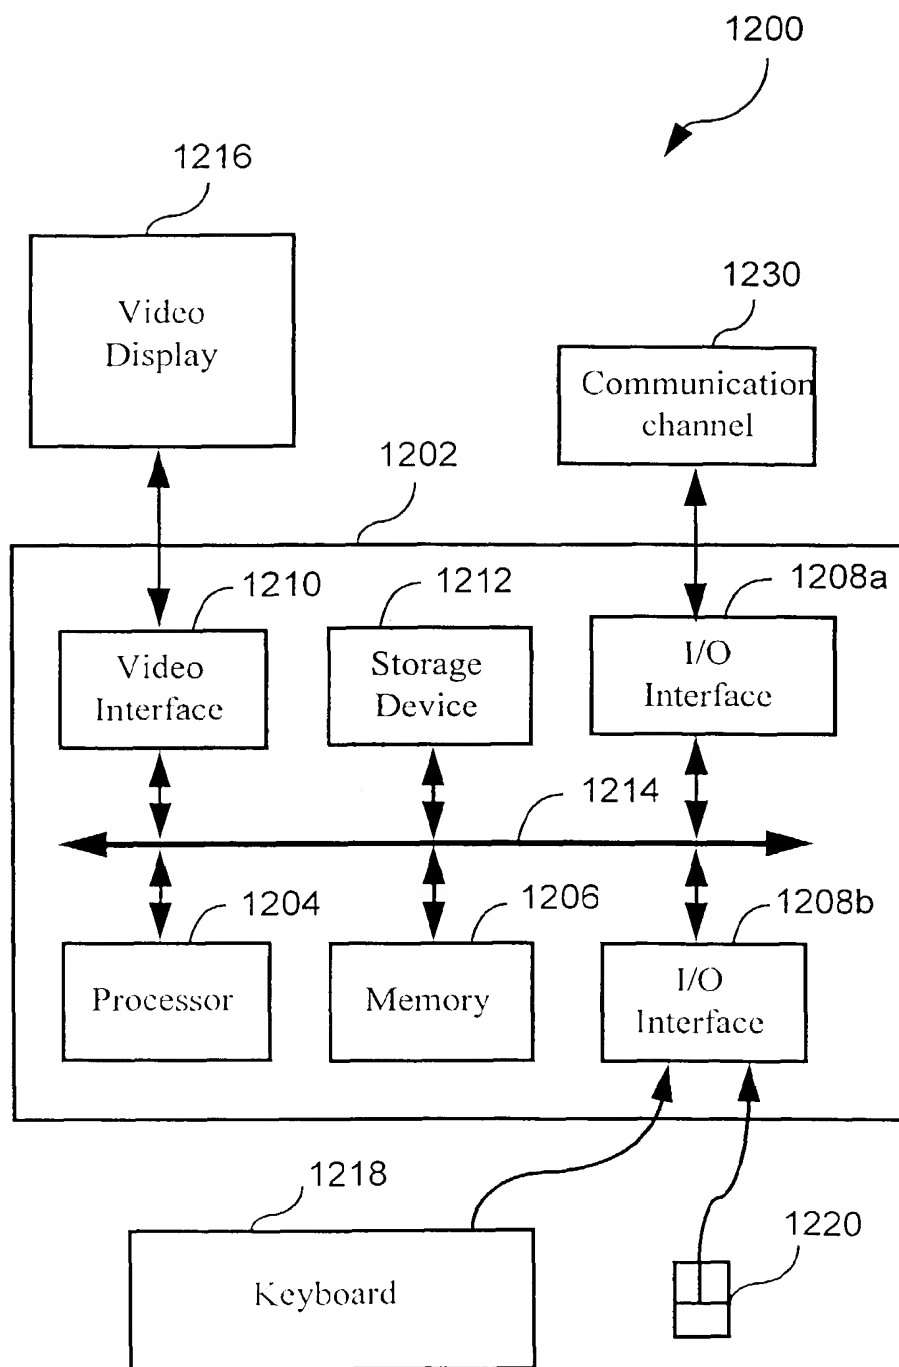 1200
1216
Video
Display
1230
Communication
channel
1202
1210
Video
Interface
1212
Storage
Device
1208a
I/O
Interface
1214
1204
Processor
1206
Memory
1208b
I/O
Interface
1218
Keyboard
1220